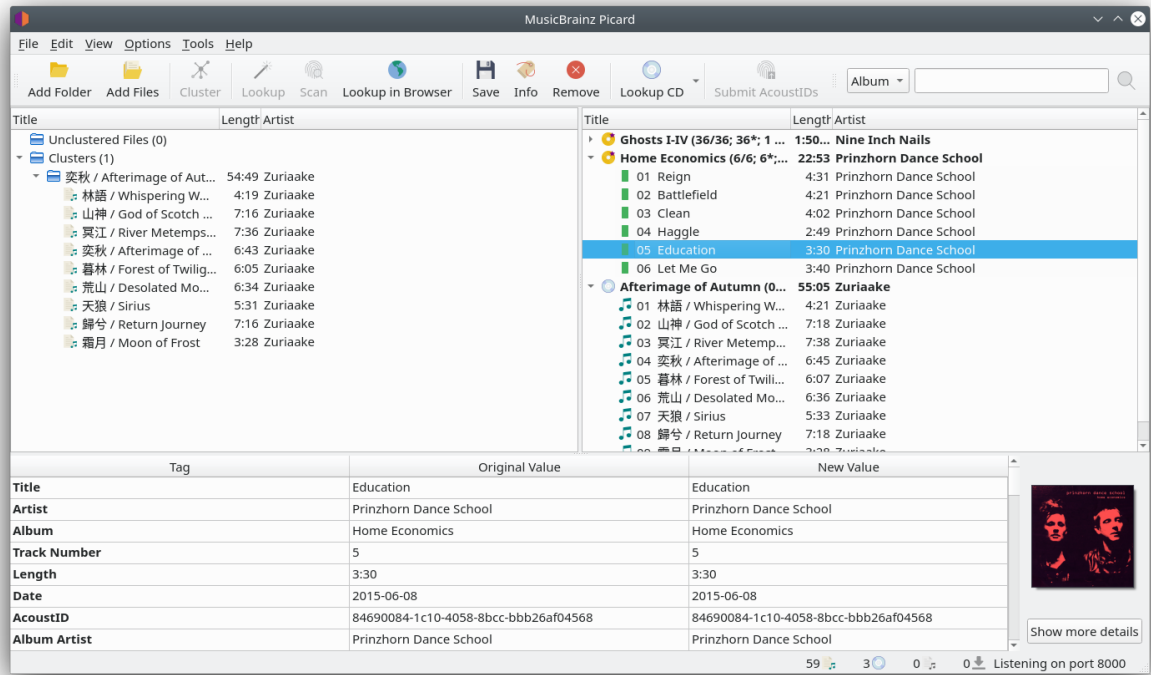 MusicBrainz Picard
File Edit View Options Tools Help
Add Folder Add Files Cluster Lookup Scan Lookup in Browser Save Info Remove Lookup CD Submit AcoustIDs Album
Title Length Artist
Unclustered Files (0)
Clusters (1)
奕秋 / Afterimage of Aut... 54:49 Zuriaake
林語 / Whispering W... 4:19 Zuriaake
山神 / God of Scotch ... 7:16 Zuriaake
冥江 / River Metemps... 7:36 Zuriaake
奕秋 / Afterimage of ... 6:43 Zuriaake
暮林 / Forest of Twilig... 6:05 Zuriaake
荒山 / Desolated Mo... 6:34 Zuriaake
天狼 / Sirius 5:31 Zuriaake
歸兮 / Return Journey 7:16 Zuriaake
霜月 / Moon of Frost 3:28 Zuriaake
Title Length Artist
Ghosts I-IV (36/36; 36*; 1 ... 1:50... Nine Inch Nails
Home Economics (6/6; 6*;... 22:53 Prinzhorn Dance School
01 Reign 4:31 Prinzhorn Dance School
02 Battlefield 4:21 Prinzhorn Dance School
03 Clean 4:02 Prinzhorn Dance School
04 Haggle 2:49 Prinzhorn Dance School
05 Education 3:30 Prinzhorn Dance School
06 Let Me Go 3:40 Prinzhorn Dance School
Afterimage of Autumn (0... 55:05 Zuriaake
01 林語 / Whispering W... 4:21 Zuriaake
02 山神 / God of Scotch ... 7:18 Zuriaake
03 冥江 / River Metemp... 7:38 Zuriaake
04 奕秋 / Afterimage of ... 6:45 Zuriaake
05 暮林 / Forest of Twili... 6:07 Zuriaake
06 荒山 / Desolated Mo... 6:36 Zuriaake
07 天狼 / Sirius 5:33 Zuriaake
08 歸兮 / Return Journey 7:18 Zuriaake
09 霜月 / Moon of Frost 3:28 Zuriaake
Tag Original Value New Value
Title Education Education
Artist Prinzhorn Dance School Prinzhorn Dance School
Album Home Economics Home Economics
Track Number 5 5
Length 3:30 3:30
Date 2015-06-08 2015-06-08
AcoustID 84690084-1c10-4058-8bcc-bbb26af04568 84690084-1c10-4058-8bcc-bbb26af04568
Album Artist Prinzhorn Dance School Prinzhorn Dance School
prinzhorn dance school
home economics
Show more details
59 3 0 0 Listening on port 8000